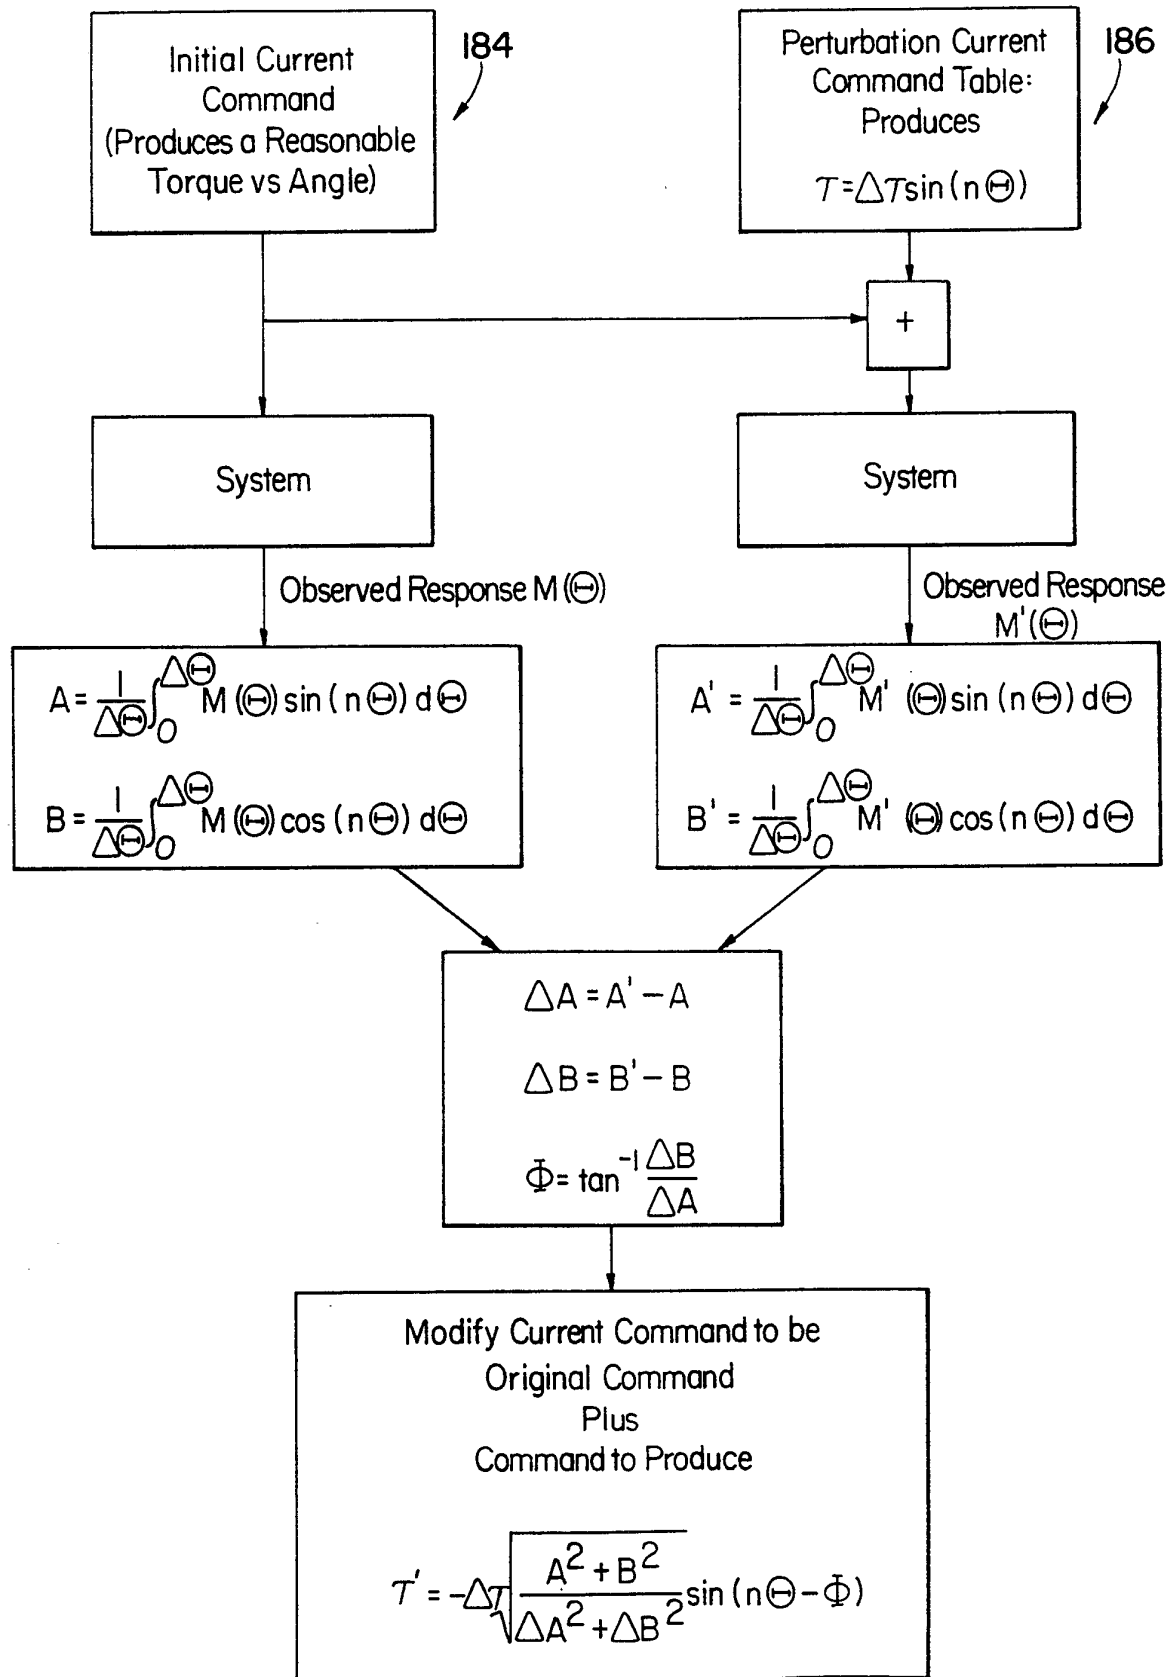 Initial Current
Command
(Produces a Reasonable
Torque vs Angle)
184
Perturbation Current
Command Table:
Produces
τ=Δτsin(nΘ)
186
+
System
System
Observed Response M(Θ)
Observed Response
M'(Θ)
A = 1/ΔΘ ∫₀^ΔΘ M(Θ) sin(nΘ) dΘ
B = 1/ΔΘ ∫₀^ΔΘ M(Θ) cos(nΘ) dΘ
A' = 1/ΔΘ ∫₀^ΔΘ M'(Θ) sin(nΘ) dΘ
B' = 1/ΔΘ ∫₀^ΔΘ M'(Θ) cos(nΘ) dΘ
ΔA = A' – A
ΔB = B' – B
Φ = tan⁻¹ ΔB/ΔA
Modify Current Command to be
Original Command
Plus
Command to Produce
τ' = -Δτ √((A² + B²)/(ΔA² + ΔB²)) sin(nΘ – Φ)